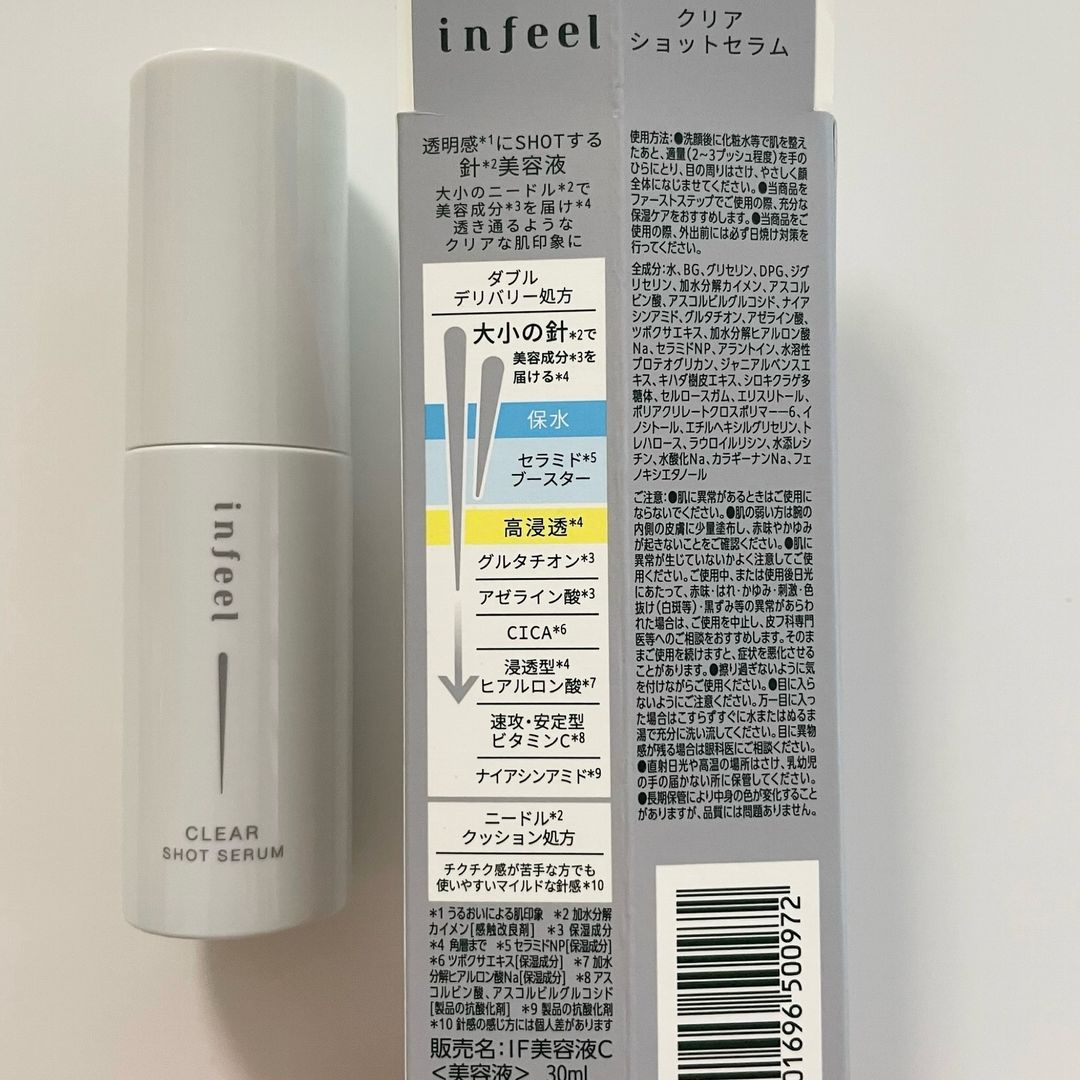 infeel
CLEAR
SHOT SERUM
infeel
透明感*1にSHOTする
針*2美容液
大小のニードル*2で
美容成分*3を届け*4
透き通るような
クリアな肌印象に
ダブル
デリバリー処方
大小の針*2で
美容成分*3を
届ける*4
保水
セラミド*5
ブースター
高浸透*4
グルタチオン*3
アゼライン酸*3
CICA*6
浸透型*4
ヒアルロン酸*7
速攻・安定型
ビタミンC*8
ナイアシンアミド*9
ニードル*2
クッション処方
チクチク感が苦手な方でも
使いやすいマイルドな針感*10
*1 うるおいによる肌印象 *2 加水分解
カイメン[感触改良剤] *3 保湿成分
*4 角層まで *5 セラミドNP[保湿成分]
*6 ツボクサエキス[保湿成分] *7 加水
分解ヒアルロン酸Na[保湿成分] *8 アス
コルビン酸、アスコルビルグルコシド
[製品の抗酸化剤] *9 製品の抗酸化剤
*10 針感の感じ方には個人差があります
販売名:IF美容液C
<美容液> 30ml
クリア
ショットセラム
使用方法:●洗顔後に化粧水等で肌を整え
たあと、適量(2~3プッシュ程度)を手の
ひらにとり、目の周りはさけ、やさしく顔
全体になじませてください。●当商品を
ファーストステップでご使用の際、充分な
保湿ケアをおすすめします。●当商品をご
使用の際、外出前には必ず日焼け対策を
行ってください。
全成分:水、BG、グリセリン、DPG、ジグ
リセリン、加水分解カイメン、アスコル
ビン酸、アスコルビルグルコシド、ナイア
シンアミド、グルタチオン、アゼライン酸、
ツボクサエキス、加水分解ヒアルロン酸
Na、セラミドNP、アラントイン、水溶性
プロテオグリカン、ジャニアルベンスエ
キス、キハダ樹皮エキス、シロキクラゲ多
糖体、セルロースガム、エリスリトール、
ポリアクリレートクロスポリマー-6、イ
ノシトール、エチルヘキシルグリセリン、ト
レハロース、ラウロイルリシン、水添レシ
チン、水酸化Na、カラギーナンNa、フェ
ノキシエタノール
ご注意:●肌に異常があるときはご使用に
ならないでください。●肌の弱い方は腕の
内側の皮膚に少量塗布し、赤味やかゆみ
が起きないことをご確認ください。●肌に
異常が生じていないかよく注意してご使
用ください。ご使用中、または使用後日光
にあたって、赤味・はれ・かゆみ・刺激・色
抜け(白斑等)・黒ずみ等の異常があらわ
れた場合は、ご使用を中止し、皮フ科専門
医等へのご相談をおすすめします。そのま
まご使用を続けますと、症状を悪化させる
ことがあります。●擦り過ぎないように気
を付けながらご使用ください。●目に入ら
ないようにご注意ください。万一目に入っ
た場合はこすらずすぐに水またはぬるま
湯で充分に洗い流してください。目に異物
感が残る場合は眼科医にご相談ください。
●直射日光や高温の場所はさけ、乳幼児
の手の届かない所に保管してください。
●長期保管により中身の色が変化すること
がありますが、品質には問題ありません。
01696 500972